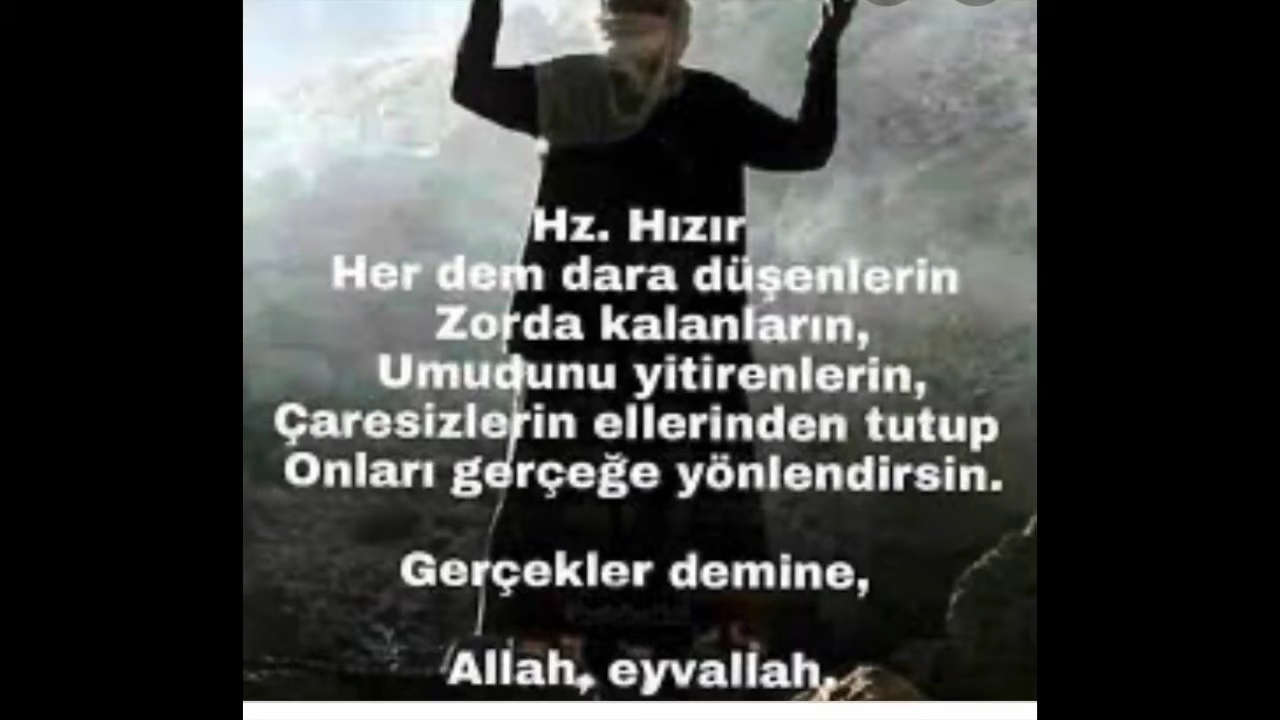 Hz. Hızır
Her dem dara düşenlerin
Zorda kalanların,
Umudunu yitirenlerin,
Çaresizlerin ellerinden tutup
Onları gerçeğe yönlendirsin.
Gerçekler demine,
Allah, eyvallah.